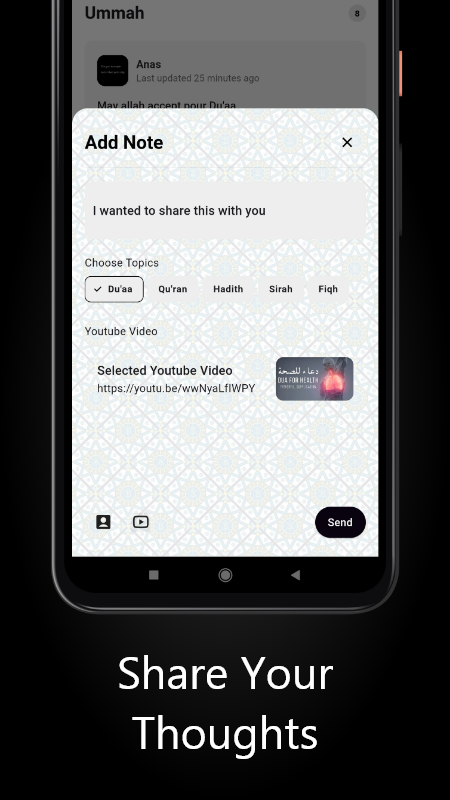 Ummah
8
Anas
Last updated 25 minutes ago
May allah accept pour Du'aa
Add Note
I wanted to share this with you
Choose Topics
Du'aa Qu'ran Hadith Sirah Fiqh
Youtube Video
Selected Youtube Video
https://youtu.be/wwNyaLflWPY
دعاء للصحة
DUA FOR HEALTH
Send
Share Your
Thoughts